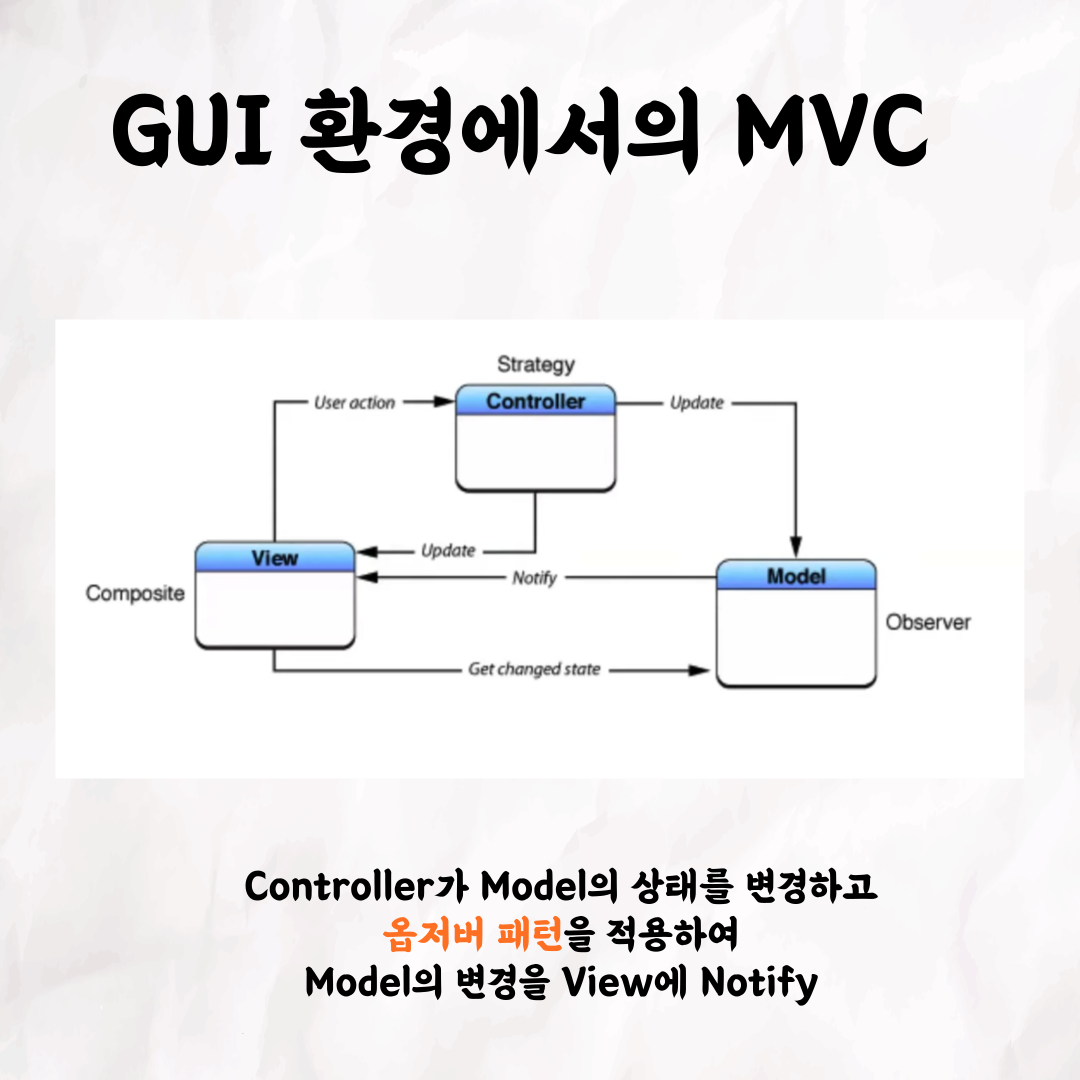 GUI 환경에서의 MVC
Strategy
User action
Controller
Update
Update
View
Notify
Model
Composite
Observer
Get changed state
Controller가 Model의 상태를 변경하고
옵저버 패턴을 적용하여
Model의 변경을 View에 Notify